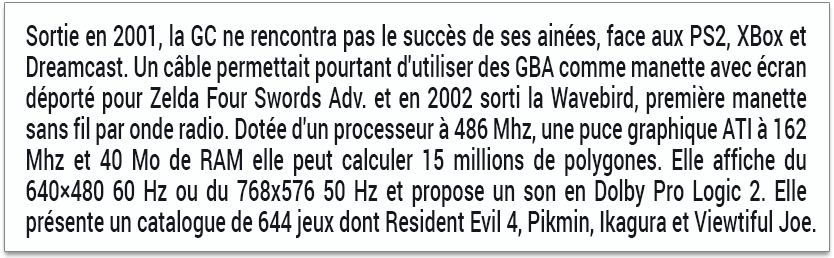 Sortie en 2001, la GC ne rencontra pas le succès de ses ainées, face aux PS2, XBox et
Dreamcast. Un câble permettait pourtant d'utiliser des GBA comme manette avec écran
déporté pour Zelda Four Swords Adv. et en 2002 sorti la Wavebird, première manette
sans fil par onde radio. Dotée d'un processeur à 486 Mhz, une puce graphique ATI à 162
Mhz et 40 Mo de RAM elle peut calculer 15 millions de polygones. Elle affiche du
640×480 60 Hz ou du 768x576 50 Hz et propose un son en Dolby Pro Logic 2. Elle
présente un catalogue de 644 jeux dont Resident Evil 4, Pikmin, Ikagura et Viewtiful Joe.